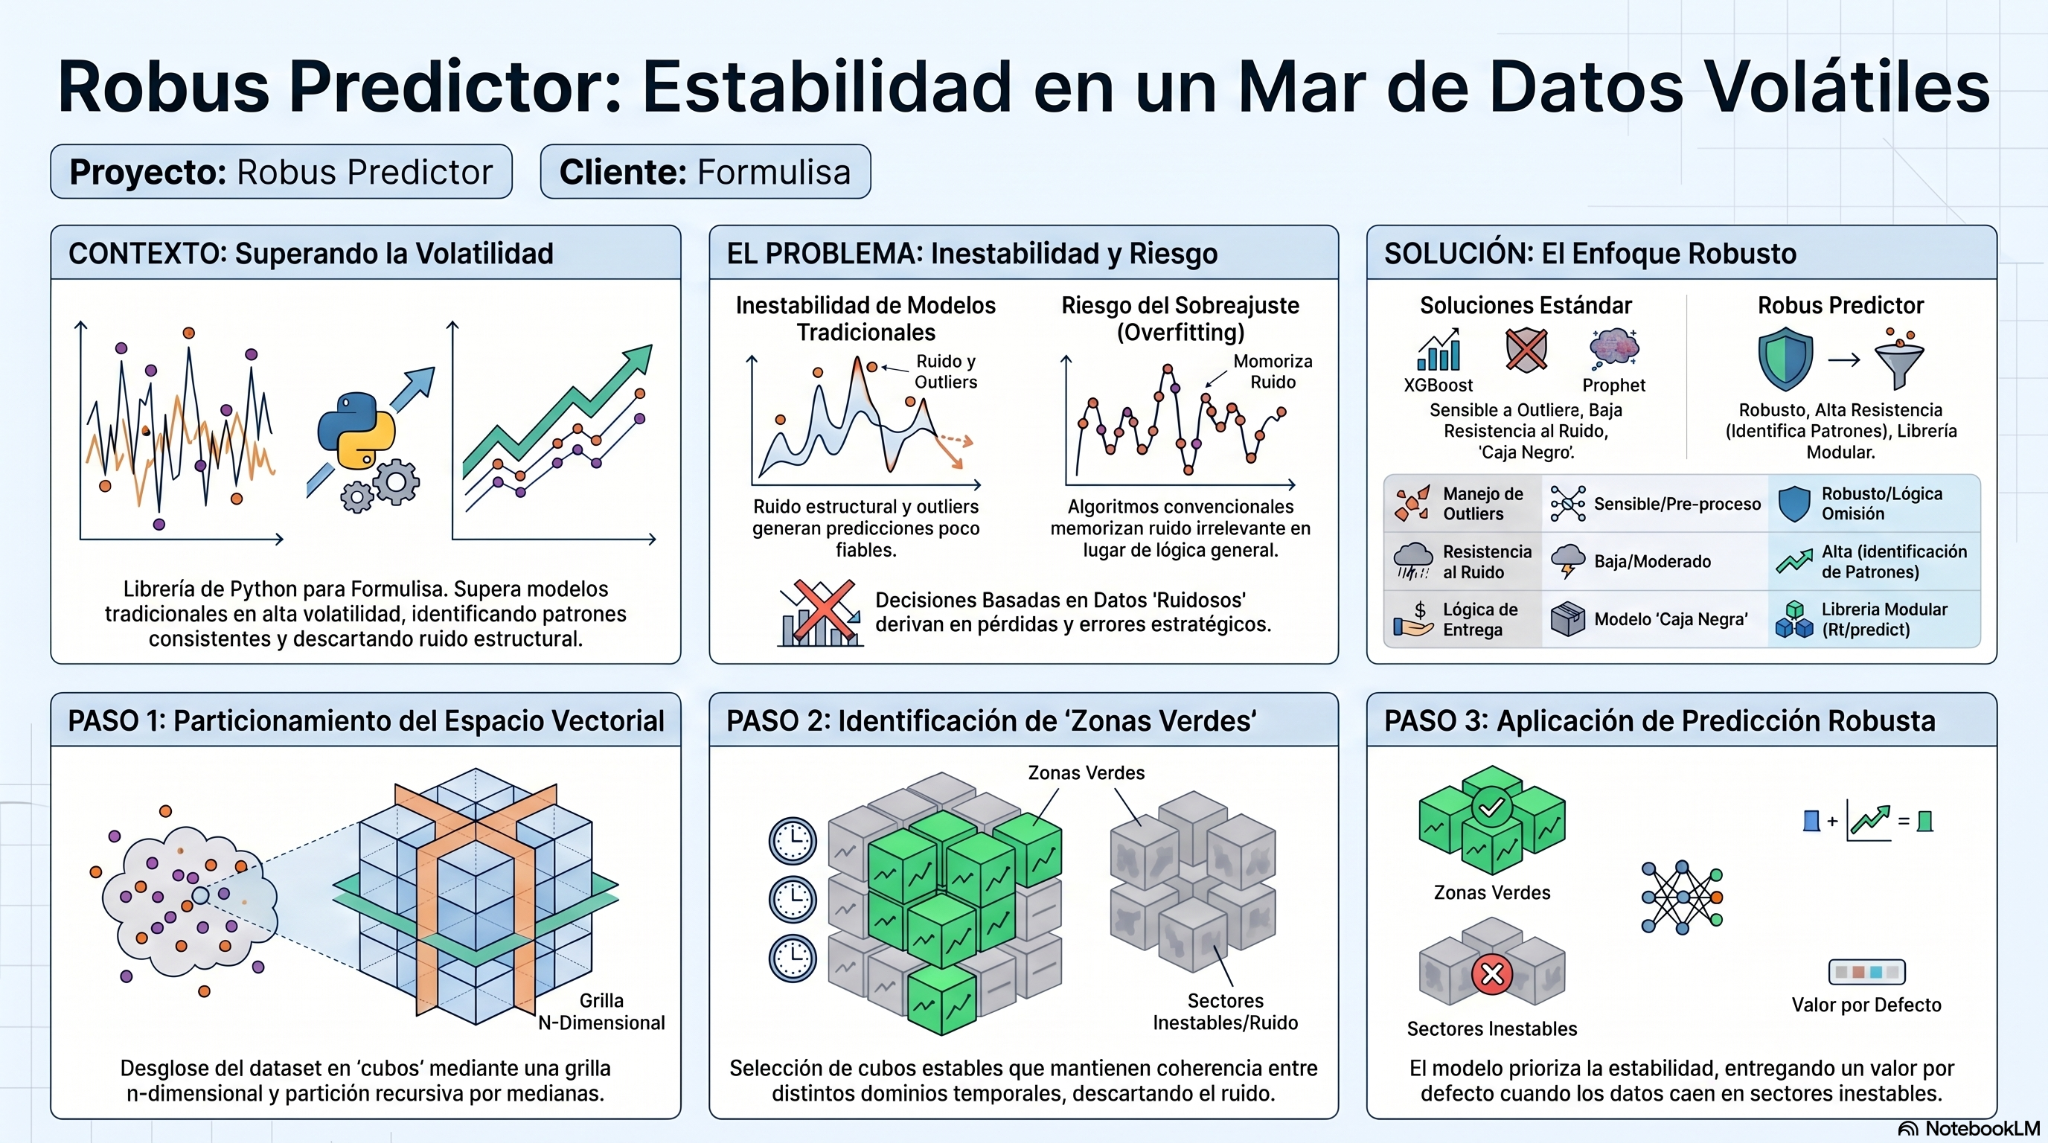 Robus Predictor: Estabilidad en un Mar de Datos Volátiles
Proyecto: Robus Predictor
Cliente: Formulisa
CONTEXTO: Superando la Volatilidad
Librería de Python para Formulisa. Supera modelos
tradicionales en alta volatilidad, identificando patrones
consistentes y descartando ruido estructural.
EL PROBLEMA: Inestabilidad y Riesgo
Inestabilidad de Modelos
Tradicionales
Ruido y
Outliers
Ruido estructural y outliers
generan predicciones poco
fiables.
Riesgo del Sobreajuste
(Overfitting)
Momoriza
Ruido
Algoritmos convencionales
memorizan ruido irrelevante en
lugar de lógica general.
Decisiones Basadas en Datos 'Ruidosos'
derivan en pérdidas y errores estratégicos.
SOLUCIÓN: El Enfoque Robusto
Soluciones Estándar
XGBoost
Prophet
Sensible a Outliera, Baja
Resistencia al Ruido,
'Caja Negro'.
Robus Predictor
Robusto, Alta Resistencia
(Identifica Patrones), Librería
Modular.
Manejo de
Outliers
Sensible/Pre-proceso
Robusto/Lógica
Omisión
Resistencia
al Ruido
Baja/Moderado
Alta (identificación
de Patrones)
$
Lógica de
Entrega
Modelo 'Caja Negra'
Libreria Modular
(Rt/predict)
PASO 1: Particionamiento del Espacio Vectorial
Grilla
N-Dimensional
Desglose del dataset en 'cubos' mediante una grilla
n-dimensional y partición recursiva por medianas.
PASO 2: Identificación de 'Zonas Verdes'
Zonas Verdes
Sectores
Inestables/Ruido
Selección de cubos estables que mantienen coherencia entre
distintos dominios temporales, descartando el ruido.
PASO 3: Aplicación de Predicción Robusta
Zonas Verdes
+ =
Sectores Inestables
Valor por Defecto
El modelo prioriza la estabilidad, entregando un valor por
defecto cuando los datos caen en sectores inestables.
NotebookLM